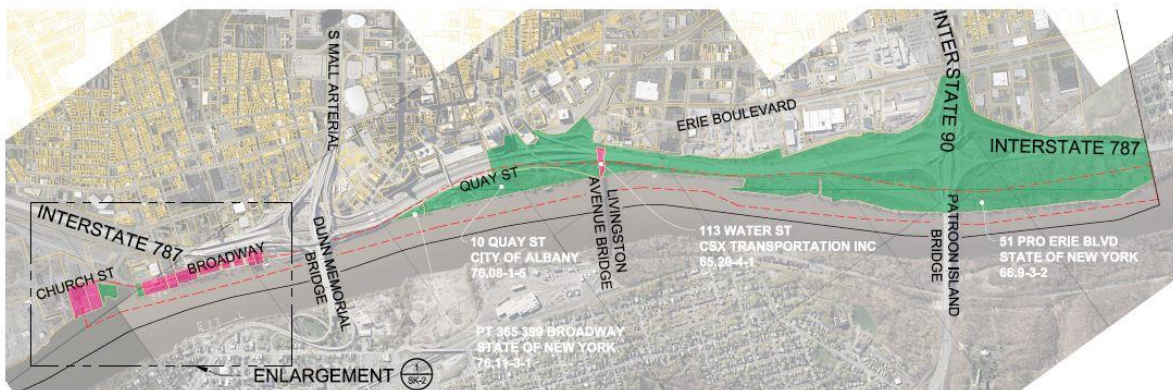 S MALL ARTERIAL
INTERSTATE 90
ERIE BOULEVARD
INTERSTATE 787
QUAY ST
INTERSTATE 787
BROADWAY
CHURCH ST
DUNN MEMORIAL
BRIDGE
LIVINGSTON
AVENUE BRIDGE
PATROON ISLAND
BRIDGE
10 QUAY ST
CITY OF ALBANY
76.08-1-5
113 WATER ST
CSX TRANSPORTATION INC
65.20-4-1
51 PRO ERIE BLVD
STATE OF NEW YORK
66.9-3-2
PT 365-389 BROADWAY
STATE OF NEW YORK
76.11-3-1
ENLARGEMENT
1
SK-2